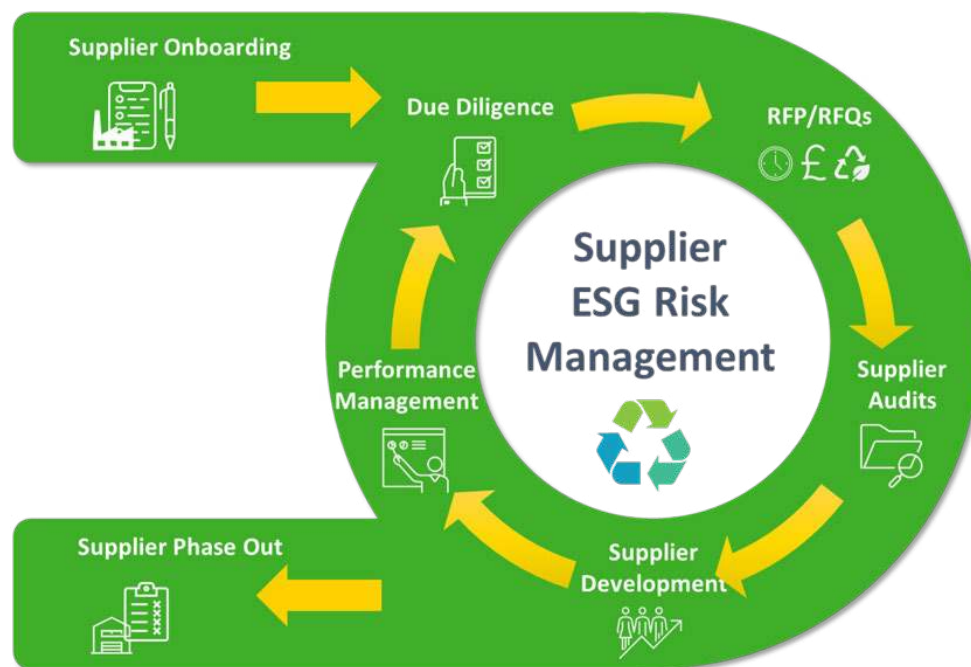 Supplier Onboarding
Due Diligence
RFP/RFQs
£
Supplier
ESG Risk
Management
Supplier
Audits
Performance
Management
Supplier
Development
Supplier Phase Out
xxxx